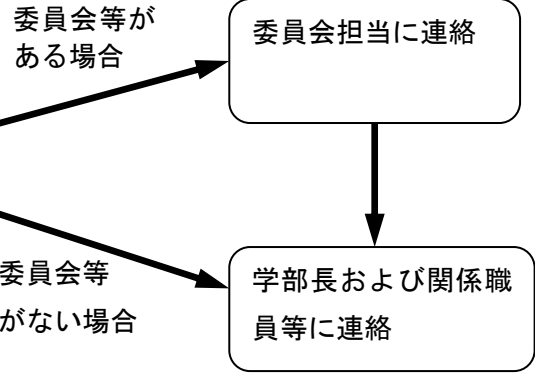 委員会等が
ある場合
委員会担当に連絡
委員会等
がない場合
学部長および関係職
員等に連絡